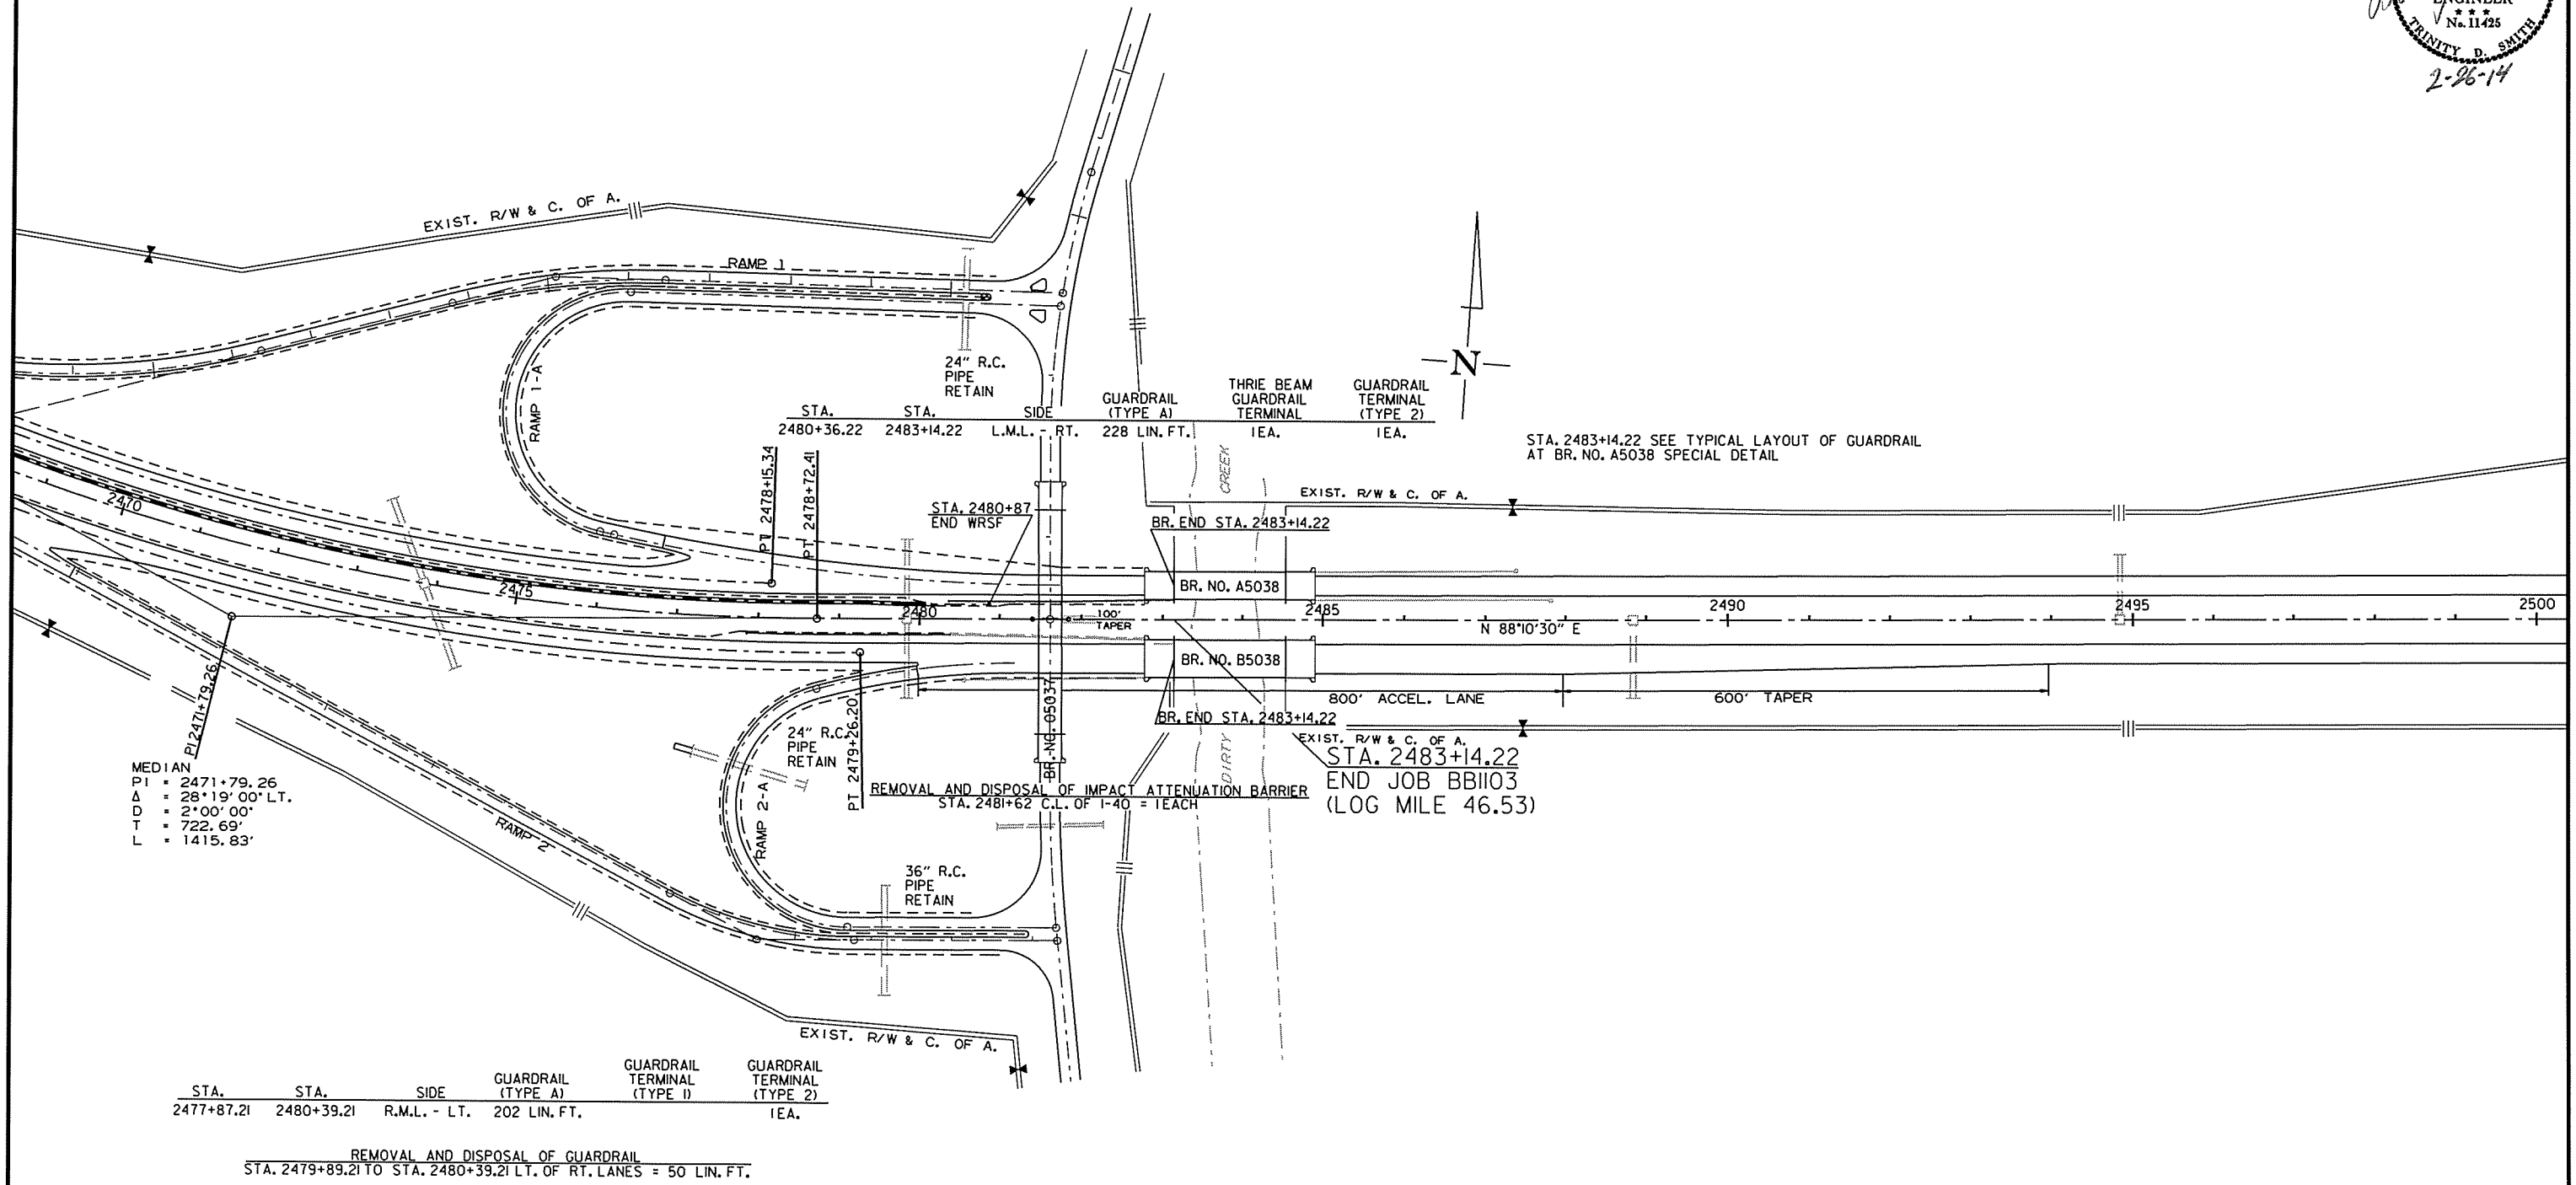 ENGINEER
* * *
No. 11425
TRINITY D. SMITH
2-26-14
EXIST. R/W & C. OF A.
RAMP 1
RAMP 1-A
24" R.C.
PIPE
RETAIN
STA. STA. SIDE GUARDRAIL (TYPE A) THRIE BEAM GUARDRAIL TERMINAL GUARDRAIL TERMINAL (TYPE 2)
2480+36.22 2483+14.22 L.M.L. - RT. 228 LIN. FT. 1EA. 1EA.
STA. 2483+14.22 SEE TYPICAL LAYOUT OF GUARDRAIL
AT BR. NO. A5038 SPECIAL DETAIL
N
PT 2478+15.34
PT 2478+72.41
CREEK
EXIST. R/W & C. OF A.
STA. 2480+87
END WRSF
BR. END STA. 2483+14.22
BR. NO. A5038
2470
2475
2480
2485
2490
2495
2500
100'
TAPER
N 88°10'30" E
BR. NO. B5038
BR. NO. 05037
800' ACCEL. LANE
600' TAPER
BR. END STA. 2483+14.22
EXIST. R/W & C. OF A.
STA. 2483+14.22
END JOB BB1103
(LOG MILE 46.53)
DIRTY
PI 2471+79.26
PT 2479+26.20
24" R.C.
PIPE
RETAIN
REMOVAL AND DISPOSAL OF IMPACT ATTENUATION BARRIER
STA. 2481+62 C.L. OF I-40 = 1EACH
MEDIAN
PI = 2471+79.26
Δ = 28°19'00" LT.
D = 2°00'00"
T = 722.69'
L = 1415.83'
RAMP 2
RAMP 2-A
36" R.C.
PIPE
RETAIN
EXIST. R/W & C. OF A.
STA. STA. SIDE GUARDRAIL (TYPE A) GUARDRAIL TERMINAL (TYPE 1) GUARDRAIL TERMINAL (TYPE 2)
2477+87.21 2480+39.21 R.M.L. - LT. 202 LIN. FT. 1EA.
REMOVAL AND DISPOSAL OF GUARDRAIL
STA. 2479+89.21 TO STA. 2480+39.21 LT. OF RT. LANES = 50 LIN. FT.